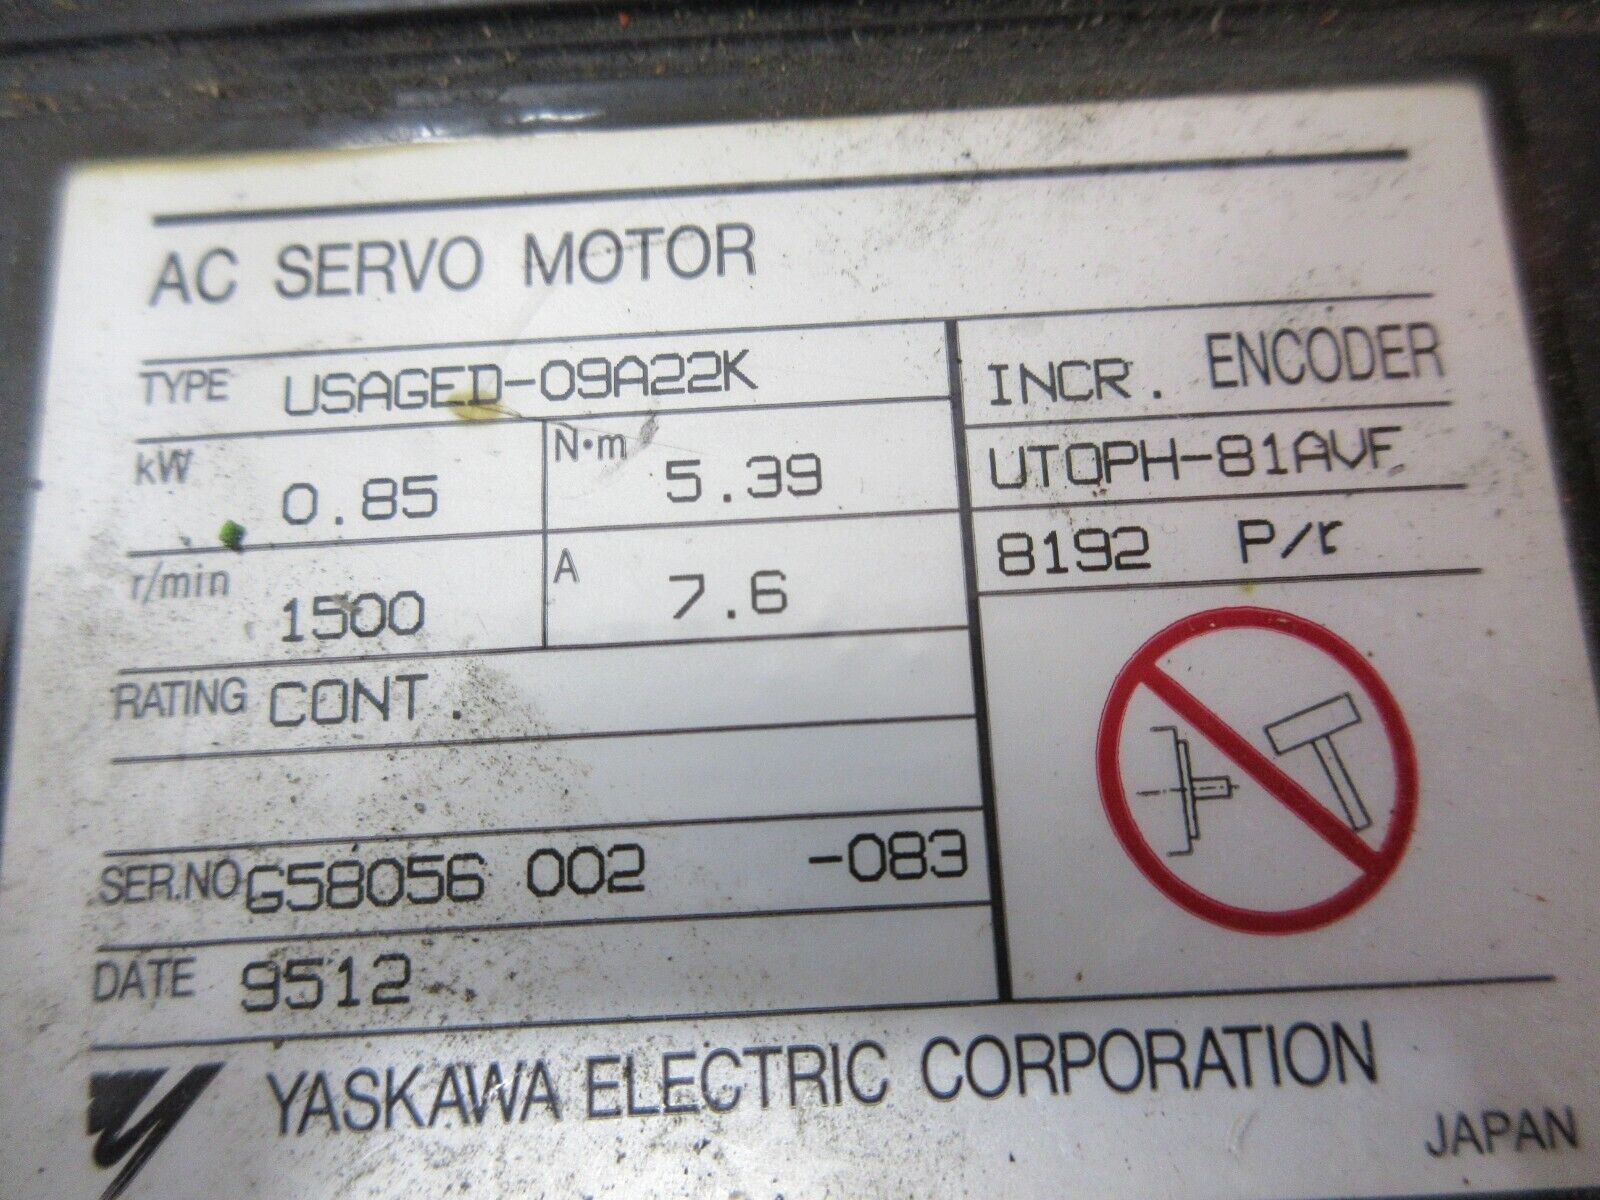 AC SERVO MOTOR
TYPE USAGED-09A22K
kW 0.85 N·m 5.39
r/min 1500 A 7.6
RATING CONT.
SER.NO G58056 002 -083
DATE 9512
INCR. ENCODER
UTOPH-81AVF
8192 P/r
YASKAWA ELECTRIC CORPORATION
JAPAN